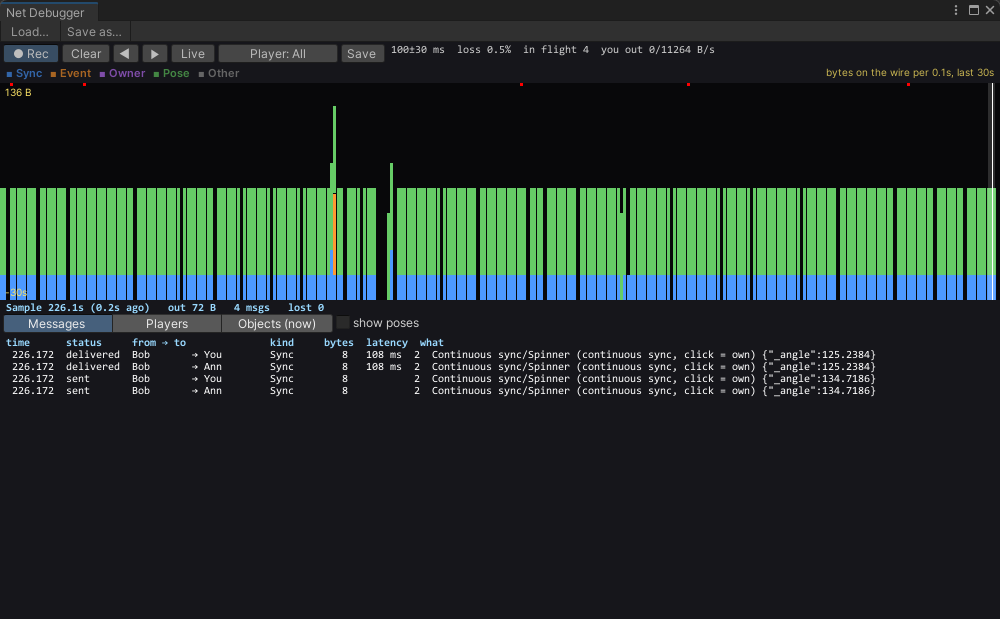 Net Debugger
Load... Save as...
Rec Clear ◀ ▶ Live Player: All Save 100±30 ms loss 0.5% in flight 4 you out 0/11264 B/s
Sync Event Owner Pose Other bytes on the wire per 0.1s, last 30s
136 B
-30s
Sample 226.1s (0.2s ago) out 72 B 4 msgs lost 0
Messages Players Objects (now) show poses
time status from → to kind bytes latency what
226.172 delivered Bob → You Sync 8 108 ms 2 Continuous sync/Spinner (continuous sync, click = own) {"_angle":125.2384}
226.172 delivered Bob → Ann Sync 8 108 ms 2 Continuous sync/Spinner (continuous sync, click = own) {"_angle":125.2384}
226.172 sent Bob → You Sync 8 2 Continuous sync/Spinner (continuous sync, click = own) {"_angle":134.7186}
226.172 sent Bob → Ann Sync 8 2 Continuous sync/Spinner (continuous sync, click = own) {"_angle":134.7186}